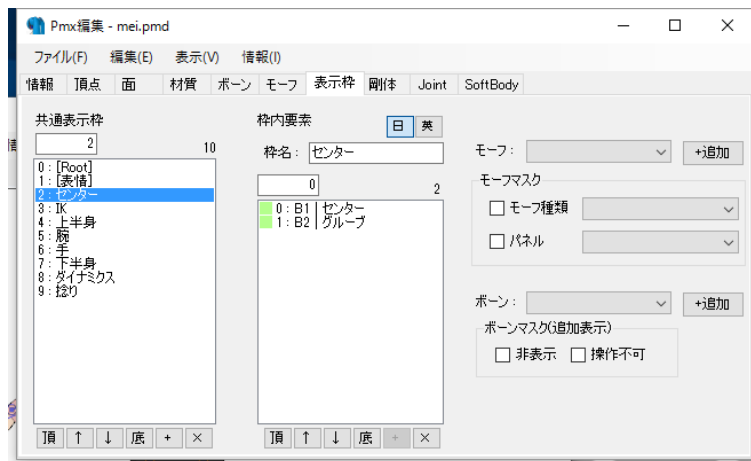 Pmx編集 - mei.pmd
ファイル(F) 編集(E) 表示(V) 情報(I)
情報 頂点 面 材質 ボーン モーフ 表示枠 剛体 Joint SoftBody
共通表示枠
2 10
0 : [Root]
1 : [表情]
2 : センター
3 : IK
4 : 上半身
5 : 腕
6 : 手
7 : 下半身
8 : ダイナミクス
9 : 捻り
頂 ↑ ↓ 底 + ×
枠内要素 日 英
枠名 : センター
0 2
0 : B1 | センター
1 : B2 | グルーブ
頂 ↑ ↓ 底 + ×
モーフ : +追加
モーフマスク
モーフ種類
パネル
ボーン : +追加
ボーンマスク(追加表示)
非表示 操作不可